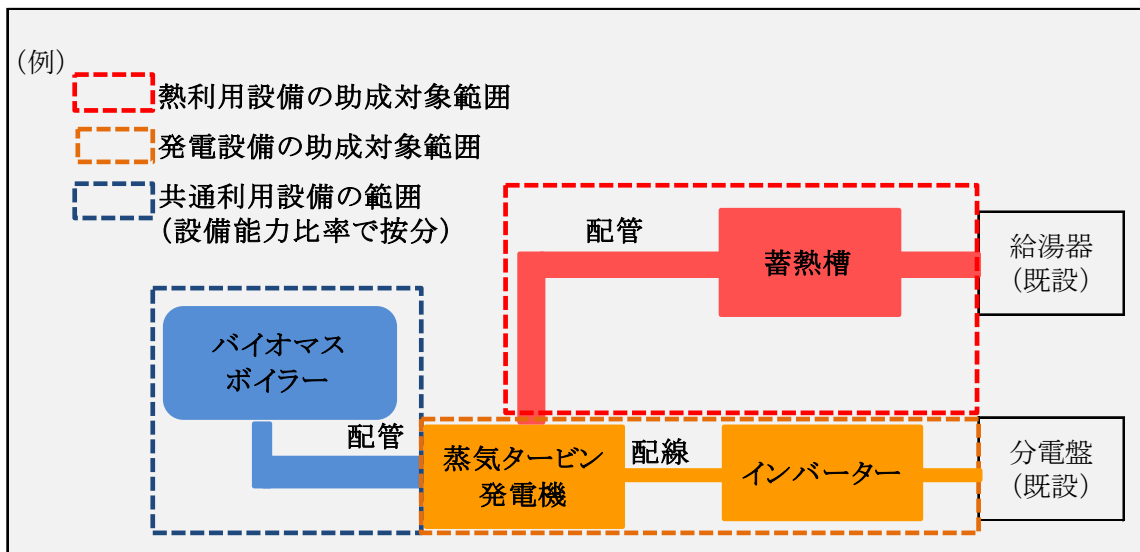 （例）
熱利用設備の助成対象範囲
発電設備の助成対象範囲
共通利用設備の範囲
（設備能力比率で按分）
配管
蓄熱槽
給湯器
（既設）
バイオマス
ボイラー
配管
蒸気タービン
発電機
配線
インバーター
分電盤
（既設）